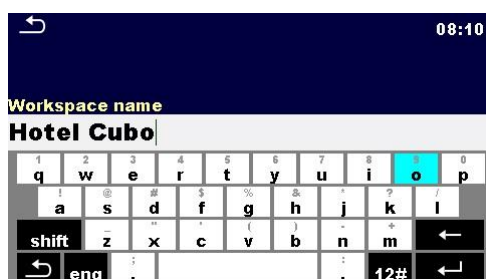 08:10
Workspace name
Hotel Cubo
1 2 3 4 5 6 7 8 9 0
q w e r t y u i o p
! @ # $ % & * ? /
a s d f g h j k l
- _ ( ) " +
shift z x c v b n m
; :
eng , . 12#